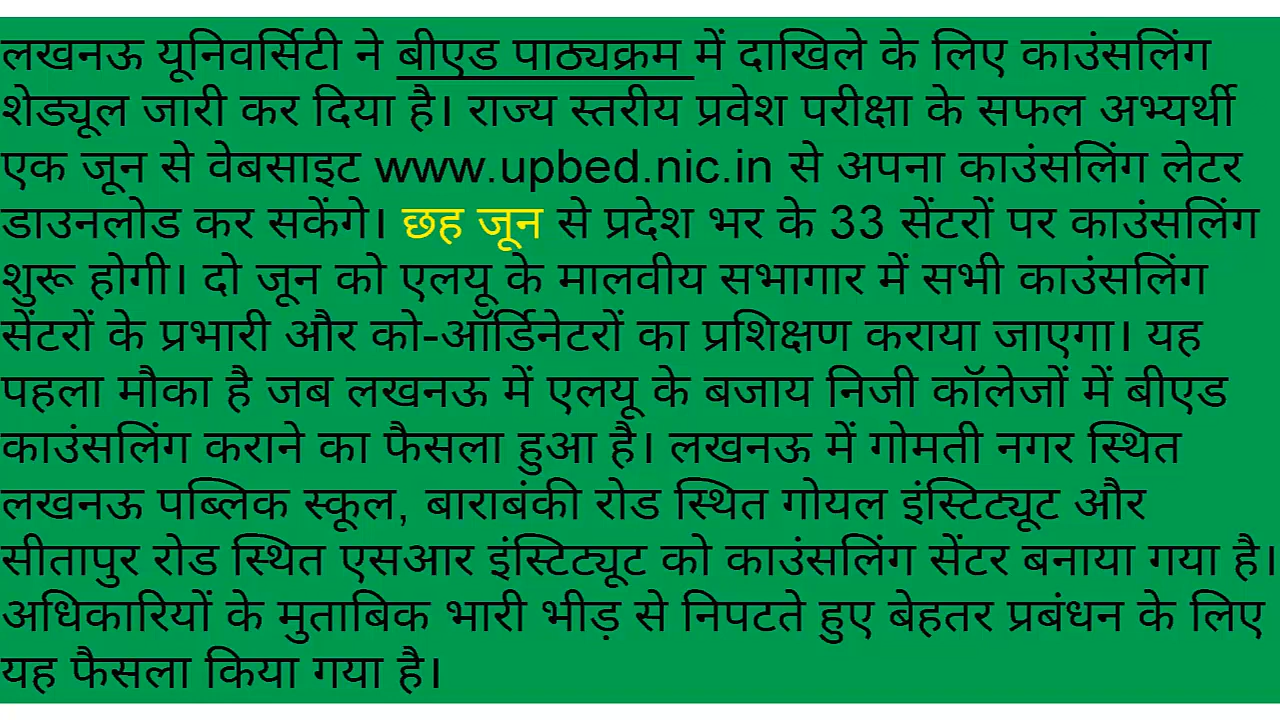 लखनऊ यूनिवर्सिटी ने बीएड पाठ्यक्रम में दाखिले के लिए काउंसलिंग
शेड्यूल जारी कर दिया है। राज्य स्तरीय प्रवेश परीक्षा के सफल अभ्यर्थी
एक जून से वेबसाइट www.upbed.nic.in से अपना काउंसलिंग लेटर
डाउनलोड कर सकेंगे। छह जून से प्रदेश भर के 33 सेंटरों पर काउंसलिंग
शुरू होगी। दो जून को एलयू के मालवीय सभागार में सभी काउंसलिंग
सेंटरों के प्रभारी और को-ऑर्डिनेटरों का प्रशिक्षण कराया जाएगा। यह
पहला मौका है जब लखनऊ में एलयू के बजाय निजी कॉलेजों में बीएड
काउंसलिंग कराने का फैसला हुआ है। लखनऊ में गोमती नगर स्थित
लखनऊ पब्लिक स्कूल, बाराबंकी रोड स्थित गोयल इंस्टिट्यूट और
सीतापुर रोड स्थित एसआर इंस्टिट्यूट को काउंसलिंग सेंटर बनाया गया है।
अधिकारियों के मुताबिक भारी भीड़ से निपटते हुए बेहतर प्रबंधन के लिए
यह फैसला किया गया है।